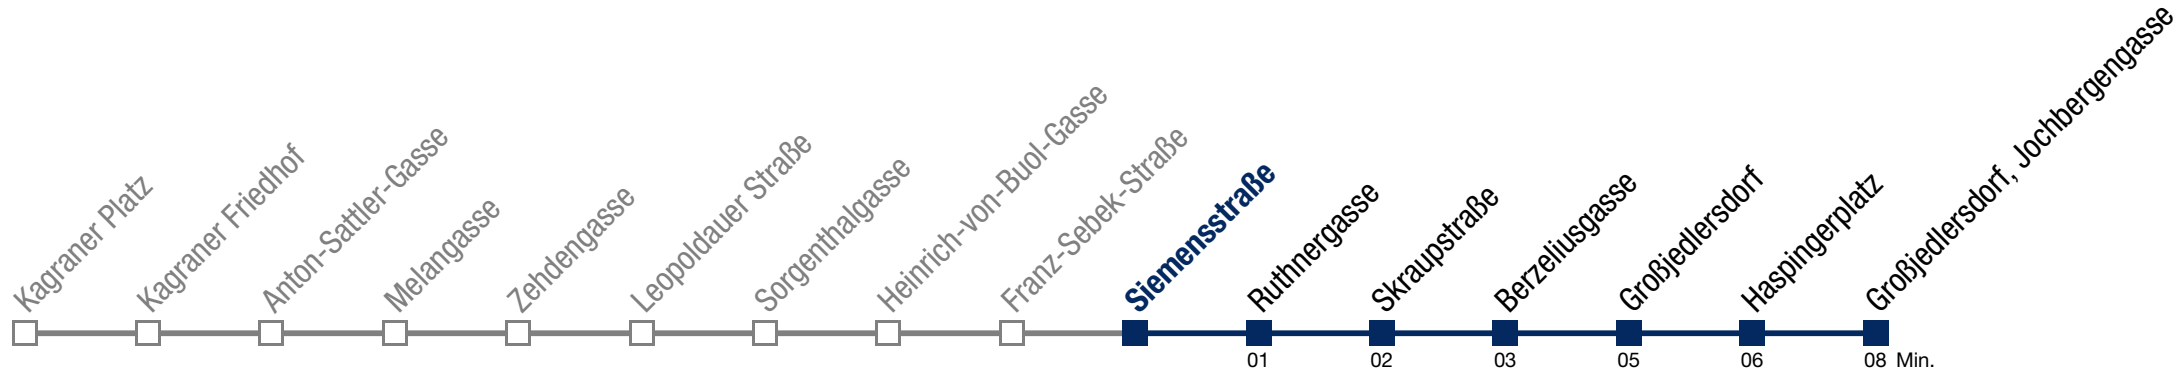 Kagraner Platz
Kagraner Friedhof
Anton-Sattler-Gasse
Melangasse
Zehdengasse
Leopoldauer Straße
Sorgenthalgasse
Heinrich-von-Buol-Gasse
Franz-Sebek-Straße
Siemensstraße
Ruthnergasse
Skraupstraße
Berzeliusgasse
Großjedlersdorf
Haspingerplatz
Großjedlersdorf, Jochbergengasse
01 02 03 05 06 08 Min.